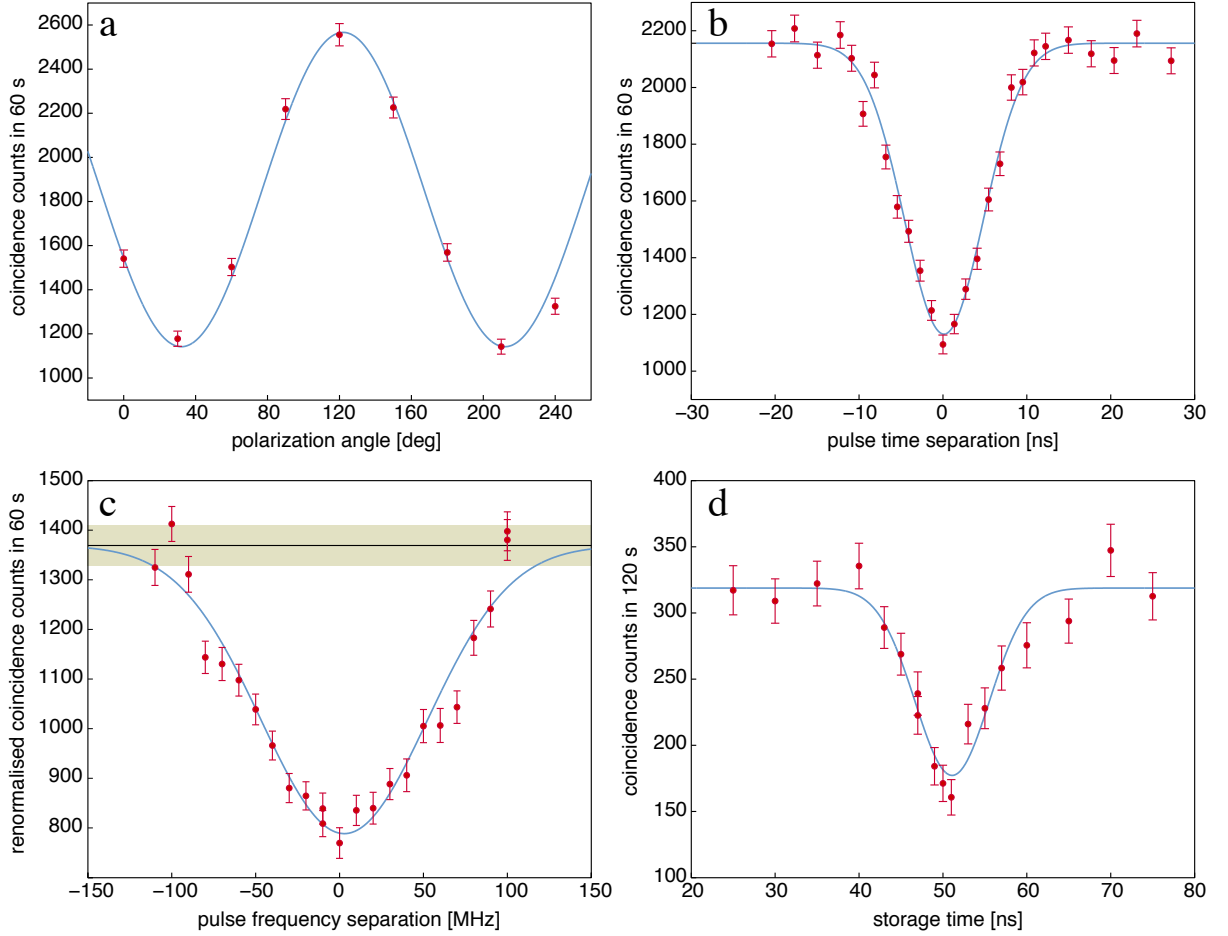 a
2600
2400
2200
2000
1800
1600
1400
1200
1000
0 40 80 120 160 210 240
polarization angle [deg]
coincidence counts in 60 s
b
2200
2000
1800
1600
1400
1200
1000
−30 −20 −10 0 10 20 30
pulse time separation [ns]
coincidence counts in 60 s
c
1500
1400
1300
1200
1100
1000
900
800
−150 −100 −50 0 50 100 150
pulse frequency separation [MHz]
renormalised coincidence counts in 60 s
d
400
350
300
250
200
150
100
20 30 40 50 60 70 80
storage time [ns]
coincidence counts in 120 s